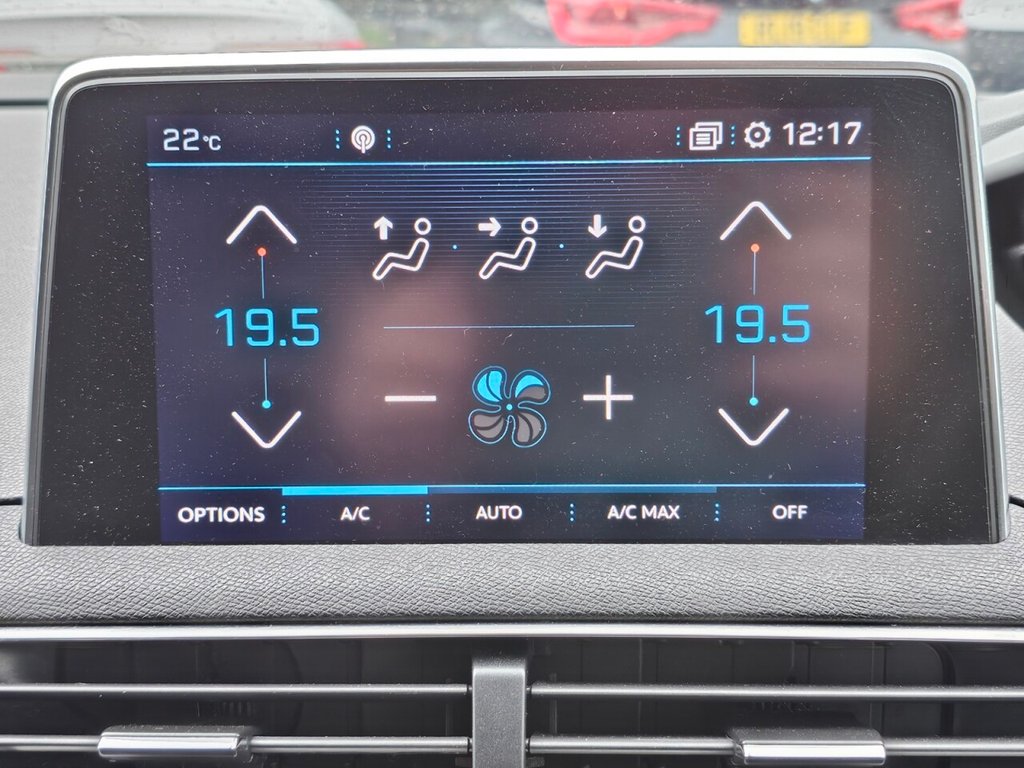 22°C 12:17
19.5 19.5
OPTIONS A/C AUTO A/C MAX OFF